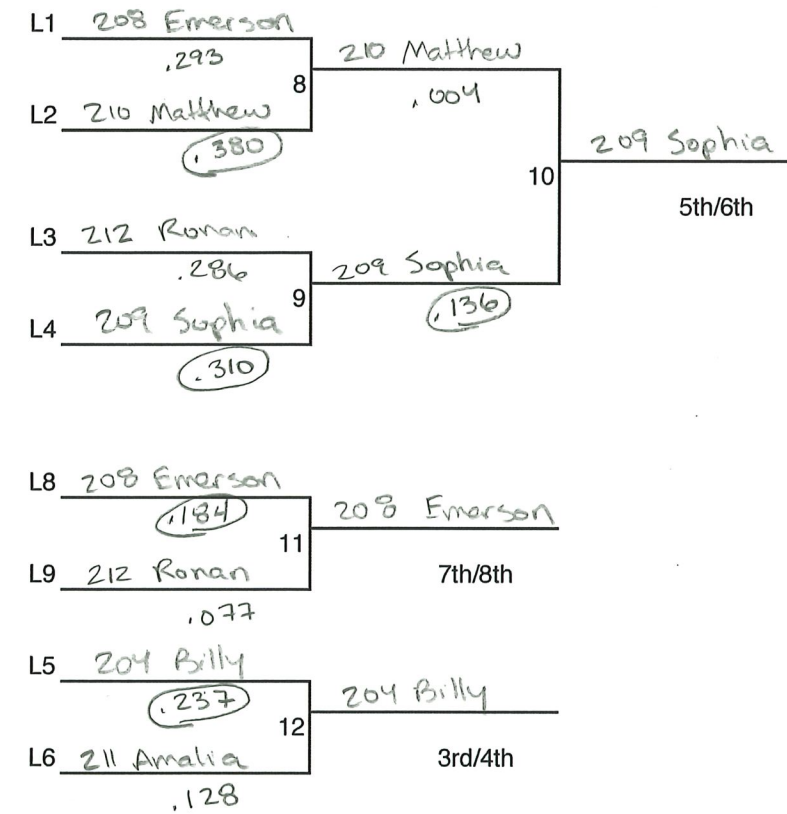 L1 208 Emerson
.293
210 Matthew
8
.004
L2 210 Matthew
.380
209 Sophia
10
5th/6th
L3 212 Ronan
.286
209 Sophia
9
.136
L4 209 Sophia
.310
L8 208 Emerson
.184
208 Emerson
11
L9 212 Ronan
7th/8th
.077
L5 204 Billy
.237
204 Billy
12
L6 211 Amalia
3rd/4th
.128